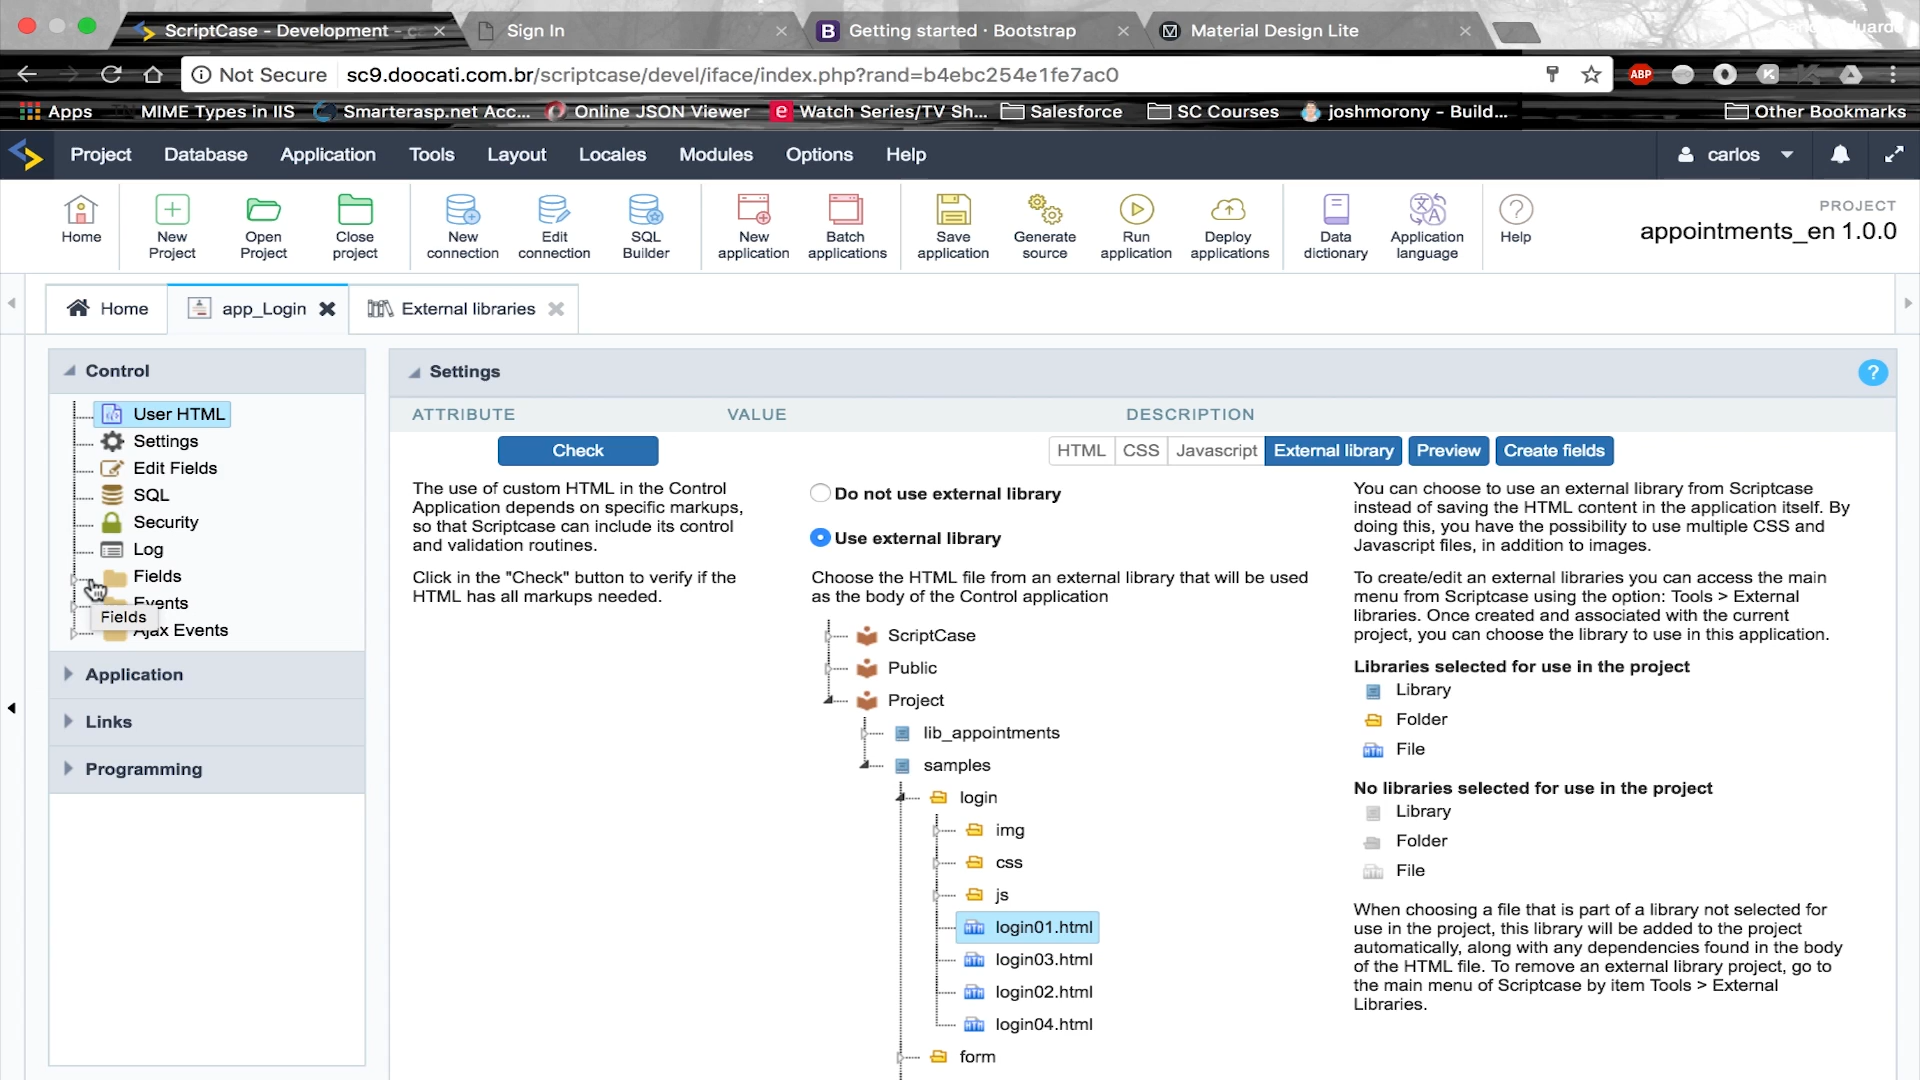 ScriptCase - Development - c
Sign In
Getting started · Bootstrap
Material Design Lite
Not Secure
sc9.doocati.com.br/scriptcase/devel/iface/index.php?rand=b4ebc254e1fe7ac0
ABP
Apps
MIME Types in IIS
Smarterasp.net Acc...
Online JSON Viewer
Watch Series/TV Sh...
Salesforce
SC Courses
joshmorony - Build...
Other Bookmarks
Project
Database
Application
Tools
Layout
Locales
Modules
Options
Help
carlos
Home
New
Project
Open
Project
Close
project
New
connection
Edit
connection
SQL
Builder
New
application
Batch
applications
Save
application
Generate
source
Run
application
Deploy
applications
Data
dictionary
Application
language
Help
PROJECT
appointments_en 1.0.0
Home
app_Login
External libraries
Control
User HTML
Settings
Edit Fields
SQL
Security
Log
Fields
Events
Fields
Ajax Events
Application
Links
Programming
Settings
?
ATTRIBUTE
VALUE
DESCRIPTION
Check
HTML
CSS
Javascript
External library
Preview
Create fields
The use of custom HTML in the Control
Application depends on specific markups,
so that Scriptcase can include its control
and validation routines.
Click in the "Check" button to verify if the
HTML has all markups needed.
Do not use external library
Use external library
Choose the HTML file from an external library that will be used
as the body of the Control application
ScriptCase
Public
Project
lib_appointments
samples
login
img
css
js
login01.html
login03.html
login02.html
login04.html
form
You can choose to use an external library from Scriptcase
instead of saving the HTML content in the application itself. By
doing this, you have the possibility to use multiple CSS and
Javascript files, in addition to images.
To create/edit an external libraries you can access the main
menu from Scriptcase using the option: Tools > External
libraries. Once created and associated with the current
project, you can choose the library to use in this application.
Libraries selected for use in the project
Library
Folder
File
No libraries selected for use in the project
Library
Folder
File
When choosing a file that is part of a library not selected for
use in the project, this library will be added to the project
automatically, along with any dependencies found in the body
of the HTML file. To remove an external library project, go to
the main menu of Scriptcase by item Tools > External
Libraries.